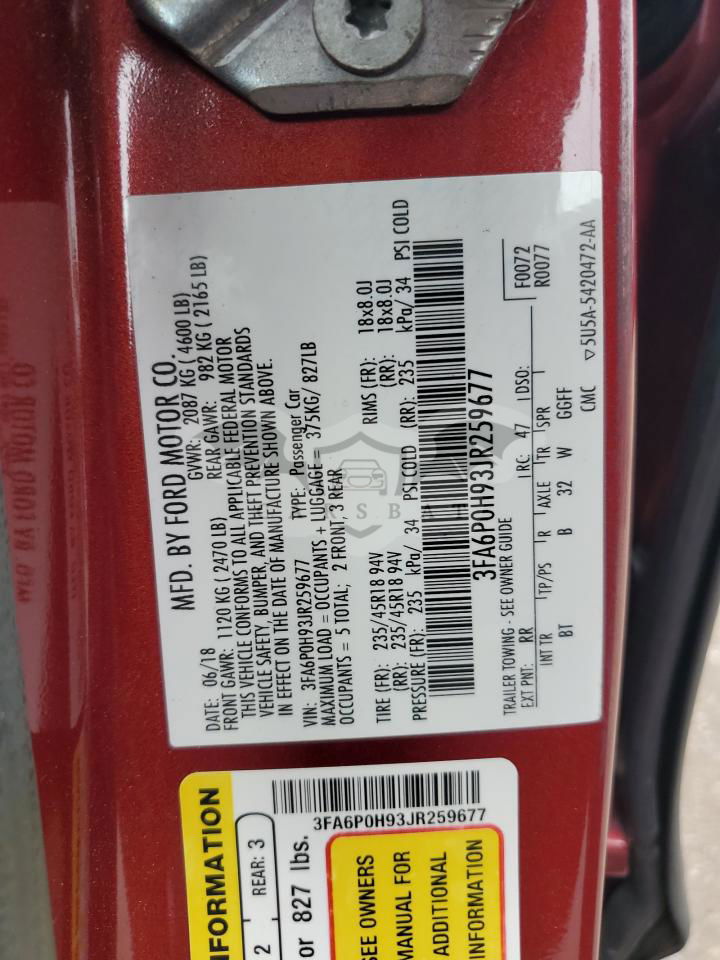 MFD. BY FORD MOTOR CO.
DATE: 06/18 GVWR: 2087 KG ( 4600 LB)
FRONT GAWR: 1120 KG ( 2470 LB) REAR GAWR: 982 KG ( 2165 LB)
THIS VEHICLE CONFORMS TO ALL APPLICABLE FEDERAL MOTOR
VEHICLE SAFETY, BUMPER, AND THEFT PREVENTION STANDARDS
IN EFFECT ON THE DATE OF MANUFACTURE SHOWN ABOVE.
VIN: 3FA6P0H93JR259677 TYPE: Passenger Car
MAXIMUM LOAD = OCCUPANTS + LUGGAGE = 375KG/ 827LB
OCCUPANTS = 5 TOTAL; 2 FRONT, 3 REAR
TIRE (FR): 235/45R18 94V RIMS (FR): 18x8.0J
(RR): 235/45R18 94V (RR): 18x8.0J
PRESSURE (FR): 235 kPa/ 34 PSI COLD (RR): 235 kPa/ 34 PSI COLD
3FA6P0H93JR259677
TRAILER TOWING - SEE OWNER GUIDE
EXT PNT: RR RC: 47 DSO: F0072
R0077
INT TR TP/PS R AXLE TR SPR
BT B 32 W GGFF
CMC ▽5U5A-5420472-AA
3FA6P0H93JR259677
FORMATION
2 REAR: 3
or 827 lbs.
SEE OWNERS
MANUAL FOR
ADDITIONAL
INFORMATION